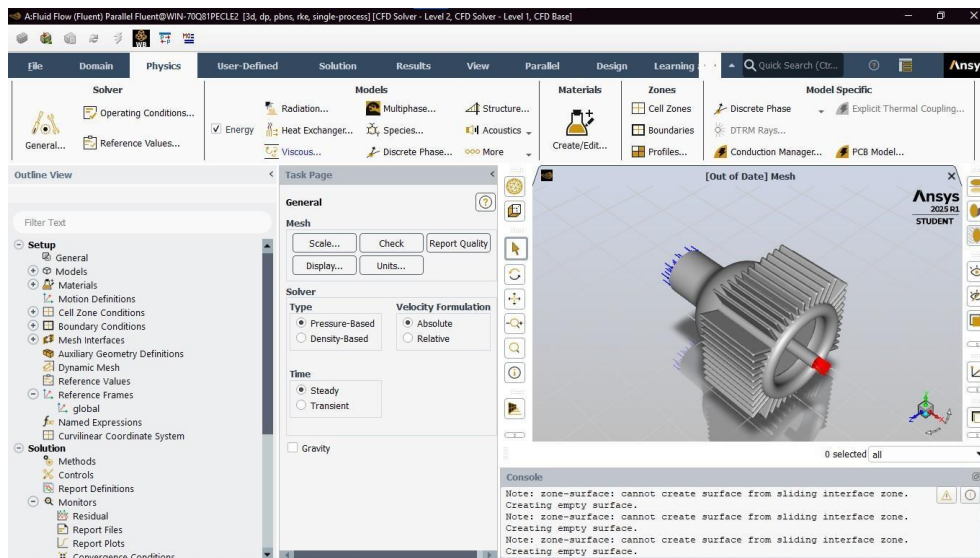 A:Fluid Flow (Fluent) Parallel Fluent@WIN-70Q81PECLE2 [3d, dp, pbns, rke, single-process] [CFD Solver - Level 2, CFD Solver - Level 1, CFD Base]
WB
File Domain Physics User-Defined Solution Results View Parallel Design Learning Quick Search (Ctr... Ansy
Solver Models Materials Zones Model Specific
General... Operating Conditions... Reference Values...
Energy
Radiation... Multiphase... Structure...
Heat Exchanger... Species... Acoustics
Viscous... Discrete Phase... More
Create/Edit...
Cell Zones
Boundaries
Profiles...
Discrete Phase Explicit Thermal Coupling...
DTRM Rays...
Conduction Manager... PCB Model...
Outline View
Filter Text
Setup
General
Models
Materials
Motion Definitions
Cell Zone Conditions
Boundary Conditions
Mesh Interfaces
Auxiliary Geometry Definitions
Dynamic Mesh
Reference Values
Reference Frames
global
Named Expressions
Curvilinear Coordinate System
Solution
Methods
Controls
Report Definitions
Monitors
Residual
Report Files
Report Plots
Convergence Conditions
Task Page
General
Mesh
Scale... Check Report Quality
Display... Units...
Solver
Type Velocity Formulation
Pressure-Based Absolute
Density-Based Relative
Time
Steady
Transient
Gravity
[Out of Date] Mesh
Ansys
2025 R1
STUDENT
0 selected all
Console
Note: zone-surface: cannot create surface from sliding interface zone.
Creating empty surface.
Note: zone-surface: cannot create surface from sliding interface zone.
Creating empty surface.
Note: zone-surface: cannot create surface from sliding interface zone.
Creating empty surface.